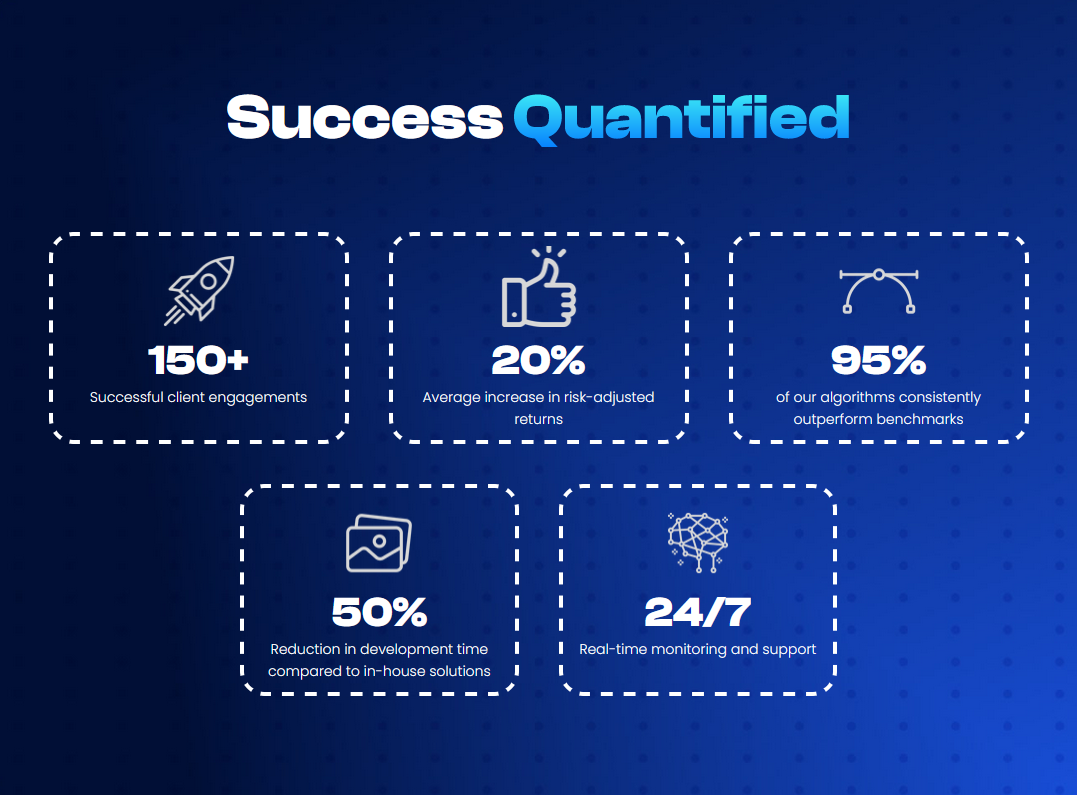 Success Quantified
150+
Successful client engagements
20%
Average increase in risk-adjusted
returns
95%
of our algorithms consistently
outperform benchmarks
50%
Reduction in development time
compared to in-house solutions
24/7
Real-time monitoring and support